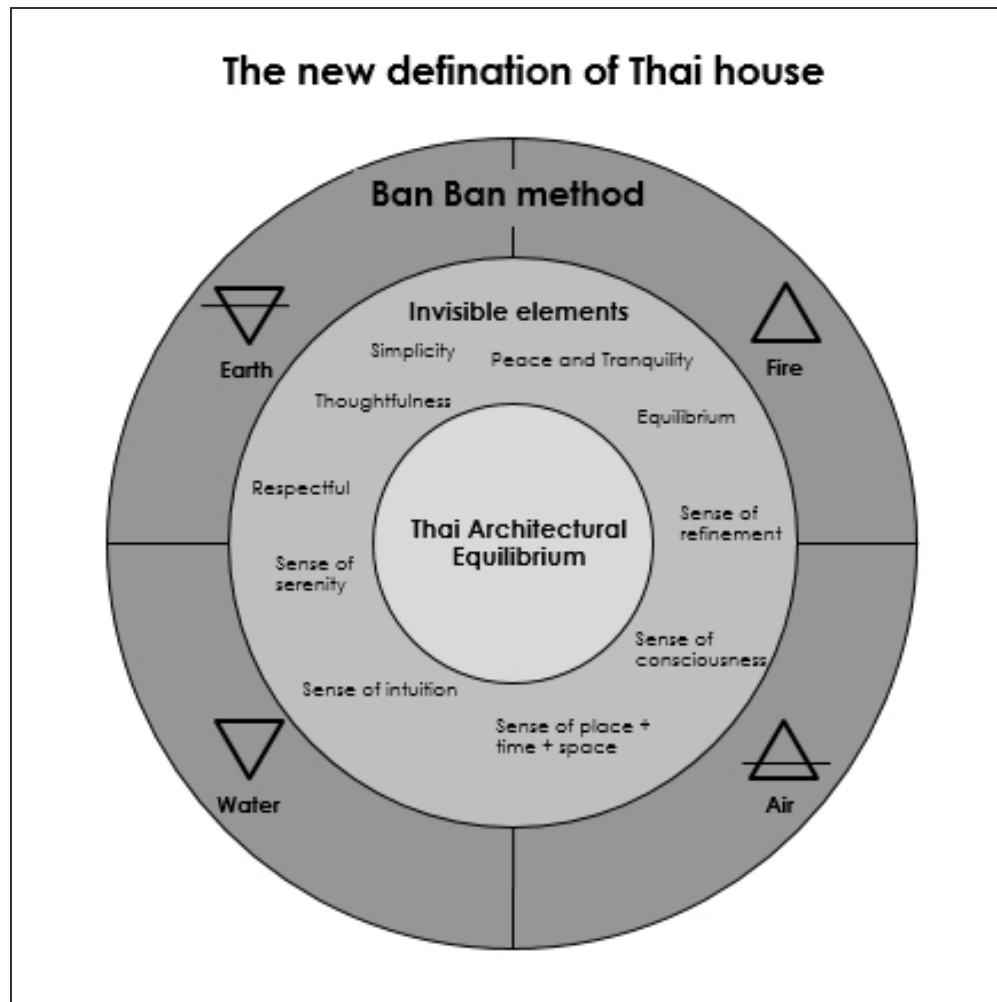 The new defination of Thai house
Ban Ban method
Earth
Fire
Invisible elements
Simplicity
Peace and Tranquility
Thoughtfulness
Equilibrium
Respectful
Sense of
refinement
Thai Architectural
Equilibrium
Sense of
serenity
Sense of
consciousness
Sense of intuition
Sense of place +
time + space
Water
Air